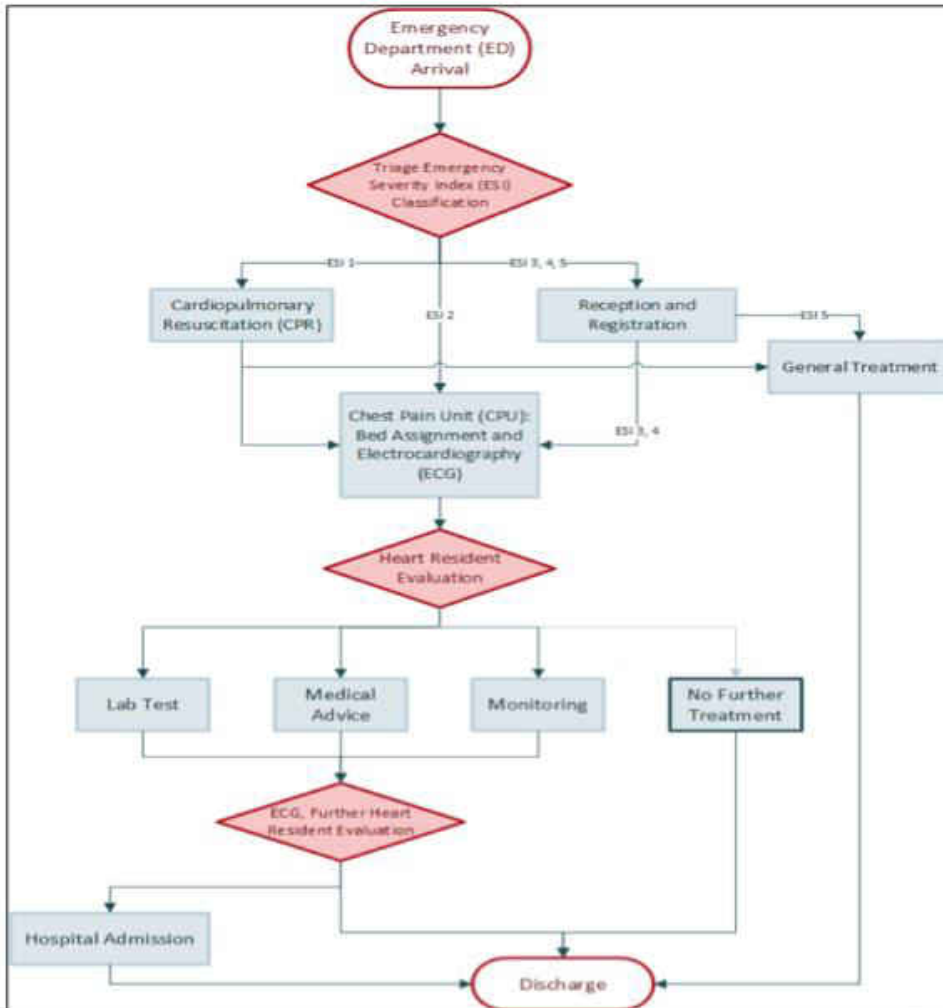 Emergency
Department (ED)
Arrival
Triage Emergency
Severity Index (ESI)
Classification
ESI 1
ESI 3, 4, 5
Cardiopulmonary
Resuscitation (CPR)
ESI 2
Reception and
Registration
ESI 5
General Treatment
Chest Pain Unit (CPU):
Bed Assignment and
Electrocardiography
(ECG)
ESI 3, 4
Heart Resident
Evaluation
Lab Test
Medical
Advice
Monitoring
No Further
Treatment
ECG, Further Heart
Resident Evaluation
Hospital Admission
Discharge